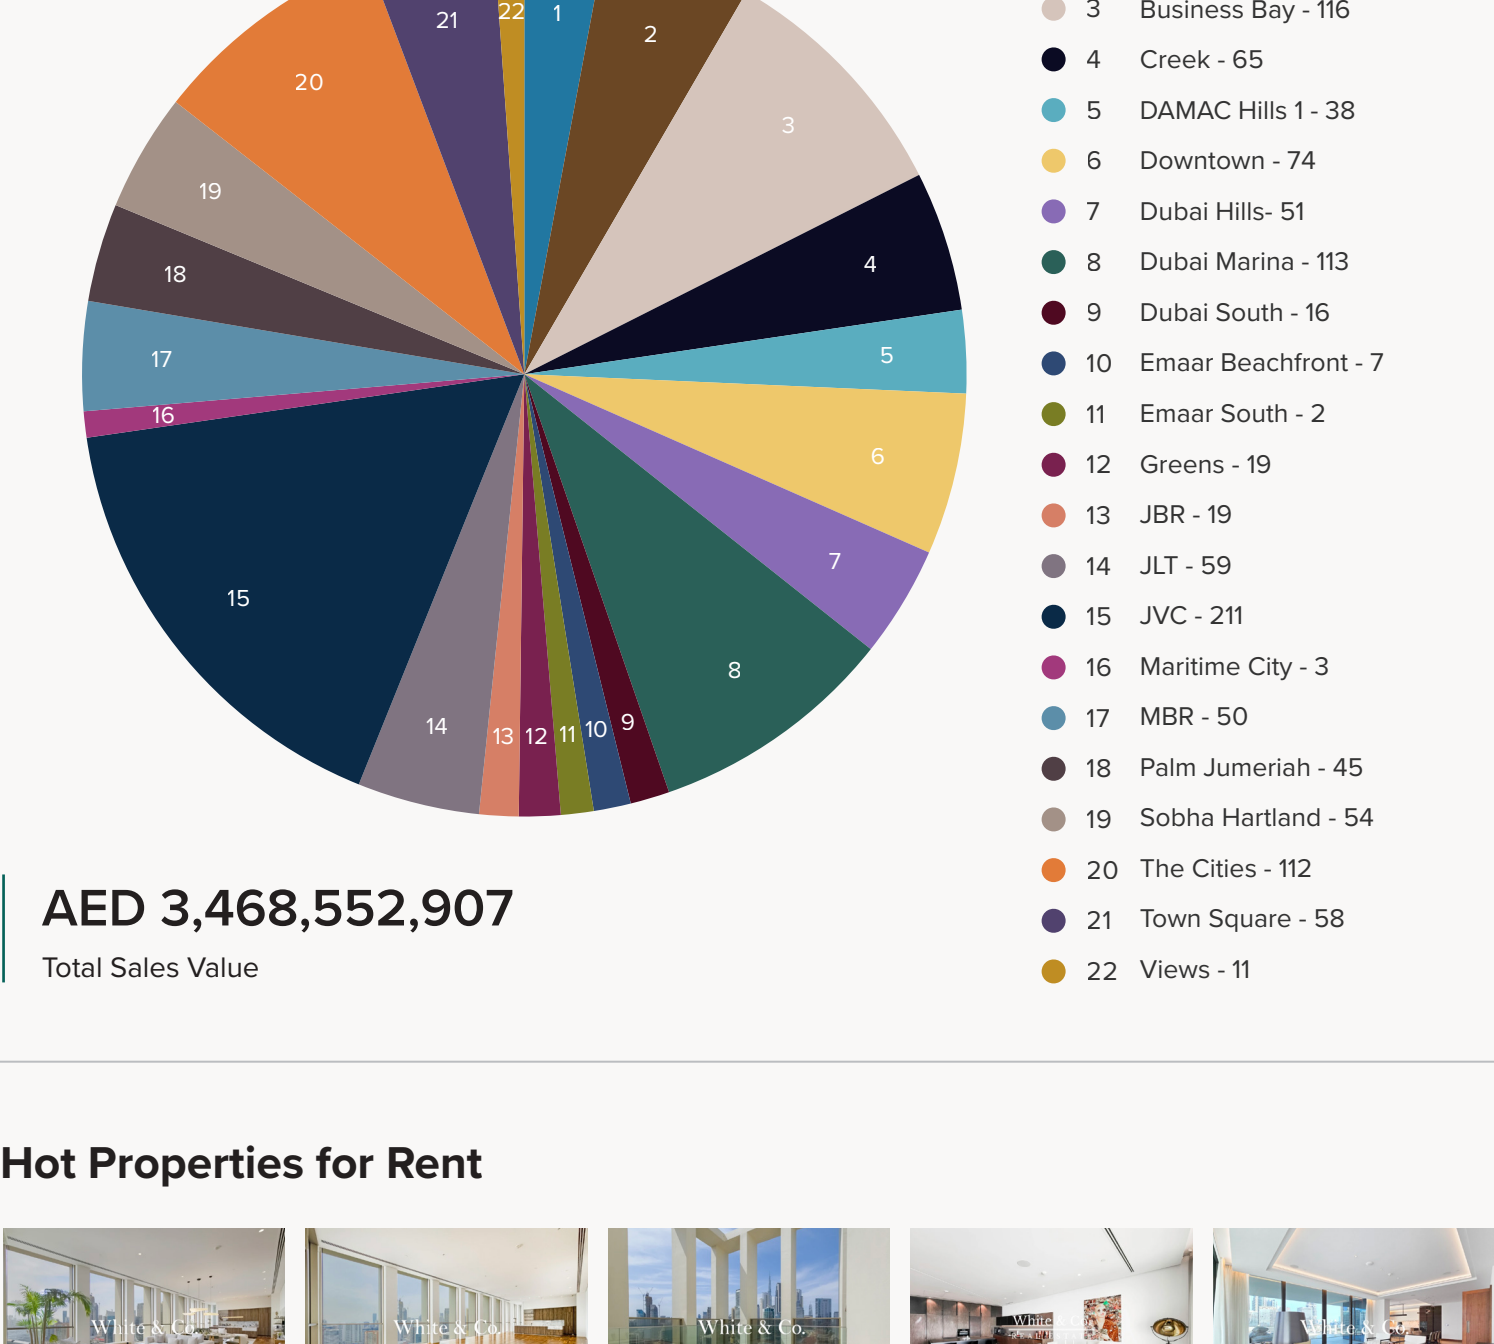 21
22
1
2
20
3
19
4
18
5
17
16
6
7
15
8
14
13
12
11
10
9
3 Business Bay - 116
4 Creek - 65
5 DAMAC Hills 1 - 38
6 Downtown - 74
7 Dubai Hills- 51
8 Dubai Marina - 113
9 Dubai South - 16
10 Emaar Beachfront - 7
11 Emaar South - 2
12 Greens - 19
13 JBR - 19
14 JLT - 59
15 JVC - 211
16 Maritime City - 3
17 MBR - 50
18 Palm Jumeriah - 45
19 Sobha Hartland - 54
20 The Cities - 112
21 Town Square - 58
22 Views - 11
AED 3,468,552,907
Total Sales Value
Hot Properties for Rent
White & Co.
White & Co.
White & Co.
White & Co.
White & Co.